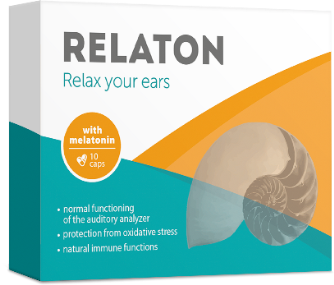 RELATON
Relax your ears
with
melatonin
10
caps
• normal functioning
of the auditory analyzer
• protection from oxidative stress
• natural immune functions